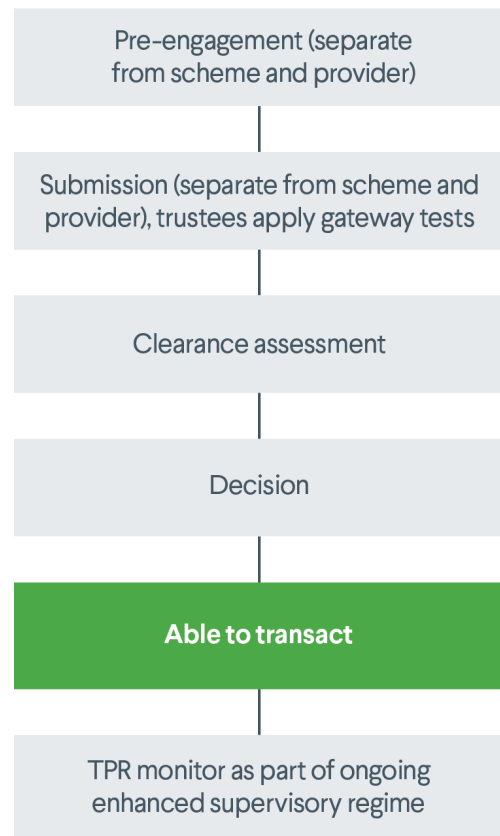 Pre-engagement (separate
from scheme and provider)
Submission (separate from scheme and
provider), trustees apply gateway tests
Clearance assessment
Decision
Able to transact
TPR monitor as part of ongoing
enhanced supervisory regime